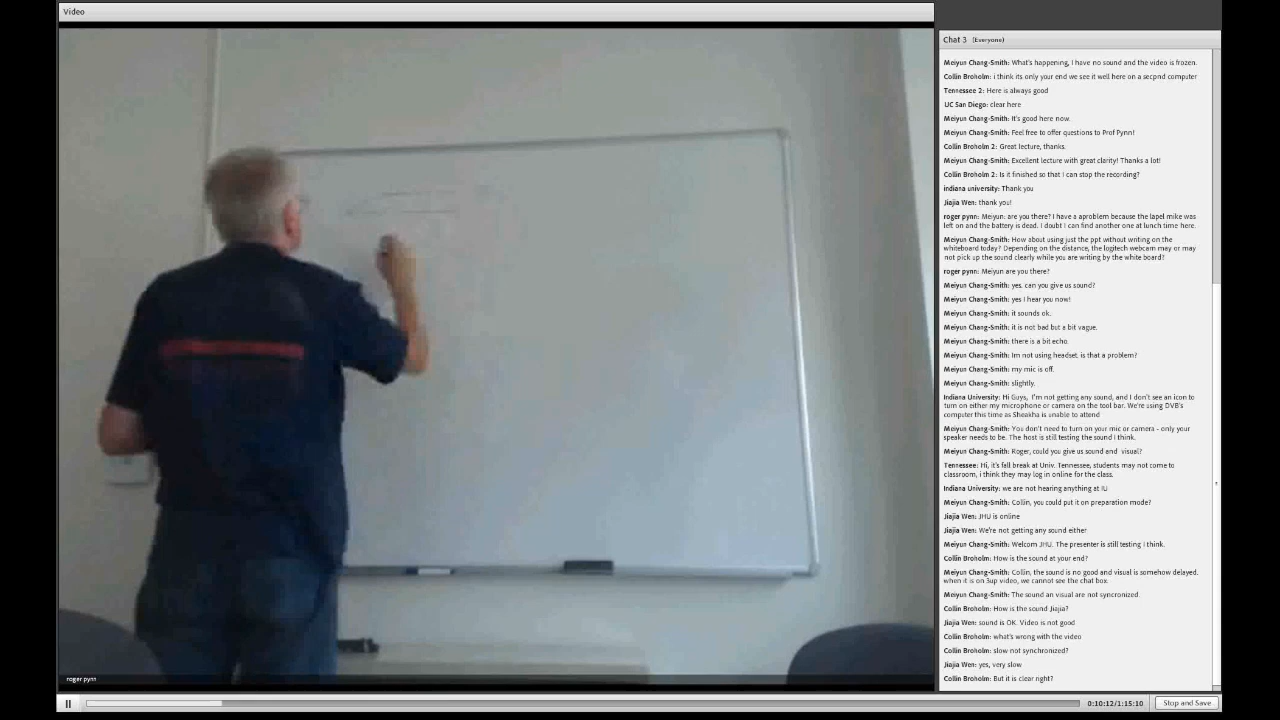 Video
roger pynn
Chat 3 (Everyone)
Meiyun Chang-Smith: What's happening, I have no sound and the video is frozen.
Collin Broholm: i think its only your end we see it well here on a secpnd computer
Tennessee 2: Here is always good
UC San Diego: clear here
Meiyun Chang-Smith: It's good here now.
Meiyun Chang-Smith: Feel free to offer questions to Prof Pynn!
Collin Broholm 2: Great lecture, thanks.
Meiyun Chang-Smith: Excellent lecture with great clarity! Thanks a lot!
Collin Broholm 2: Is it finished so that I can stop the recording?
indiana university: Thank you
Jiajia Wen: thank you!
roger pynn: Meiyun: are you there? I have a aproblem because the lapel mike was
left on and the battery is dead. I doubt I can find another one at lunch time here.
Meiyun Chang-Smith: How about using just the ppt without writing on the
whiteboard today? Depending on the distance, the logitech webcam may or may
not pick up the sound clearly while you are writing by the white board?
roger pynn: Meiyun are you there?
Meiyun Chang-Smith: yes. can you give us sound?
Meiyun Chang-Smith: yes I hear you now!
Meiyun Chang-Smith: it sounds ok.
Meiyun Chang-Smith: it is not bad but a bit vague.
Meiyun Chang-Smith: there is a bit echo.
Meiyun Chang-Smith: Im not using headset. is that a problem?
Meiyun Chang-Smith: my mic is off.
Meiyun Chang-Smith: slightly.
Indiana University: Hi Guys, I'm not getting any sound, and I don't see an icon to
turn on either my microphone or camera on the tool bar. We're using DVB's
computer this time as Sheakha is unable to attend
Meiyun Chang-Smith: You don't need to turn on your mic or camera - only your
speaker needs to be. The host is still testing the sound I think.
Meiyun Chang-Smith: Roger, could you give us sound and visual?
Tennessee: Hi, it's fall break at Univ. Tennessee, students may not come to
classroom, i think they may log in online for the class.
Indiana University: we are not hearing anything at IU
Meiyun Chang-Smith: Collin, you could put it on preparation mode?
Jiajia Wen: JHU is online
Jiajia Wen: We're not getting any sound either
Meiyun Chang-Smith: Welcom JHU. The presenter is still testing I think.
Collin Broholm: How is the sound at your end?
Meiyun Chang-Smith: Collin, the sound is no good and visual is somehow delayed.
when it is on 3up video, we cannot see the chat box.
Meiyun Chang-Smith: The sound an visual are not syncronized.
Collin Broholm: How is the sound Jiajia?
Jiajia Wen: sound is OK. Video is not good
Collin Broholm: what's wrong with the video
Collin Broholm: slow not synchronized?
Jiajia Wen: yes, very slow
Collin Broholm: But it is clear right?
0:10:12/1:15:10
Stop and Save